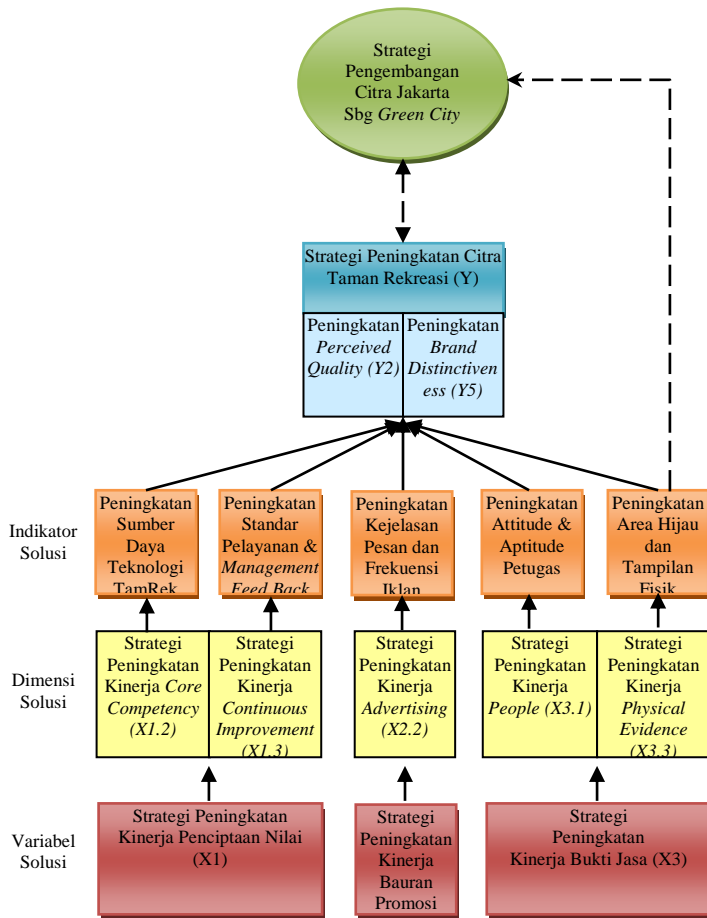 Strategi
Pengembangan
Citra Jakarta
Sbg Green City
Strategi Peningkatan Citra
Taman Rekreasi (Y)
Peningkatan
Perceived
Quality (Y2)
Peningkatan
Brand
Distinctiven
ess (Y5)
Indikator
Solusi
Peningkatan
Sumber
Daya
Teknologi
TamRek
Peningkatan
Standar
Pelayanan &
Management
Feed Back
Peningkatan
Kejelasan
Pesan dan
Frekuensi
Iklan
Peningkatan
Attitude &
Aptitude
Petugas
Peningkatan
Area Hijau
dan
Tampilan
Fisik
Dimensi
Solusi
Strategi
Peningkatan
Kinerja Core
Competency
(X1.2)
Strategi
Peningkatan
Kinerja
Continuous
Improvement
(X1.3)
Strategi
Peningkatan
Kinerja
Advertising
(X2.2)
Strategi
Peningkatan
Kinerja
People (X3.1)
Strategi
Peningkatan
Kinerja
Physical
Evidence
(X3.3)
Variabel
Solusi
Strategi Peningkatan
Kinerja Penciptaan Nilai
(X1)
Strategi
Peningkatan
Kinerja
Bauran
Promosi
Strategi
Peningkatan
Kinerja Bukti Jasa (X3)